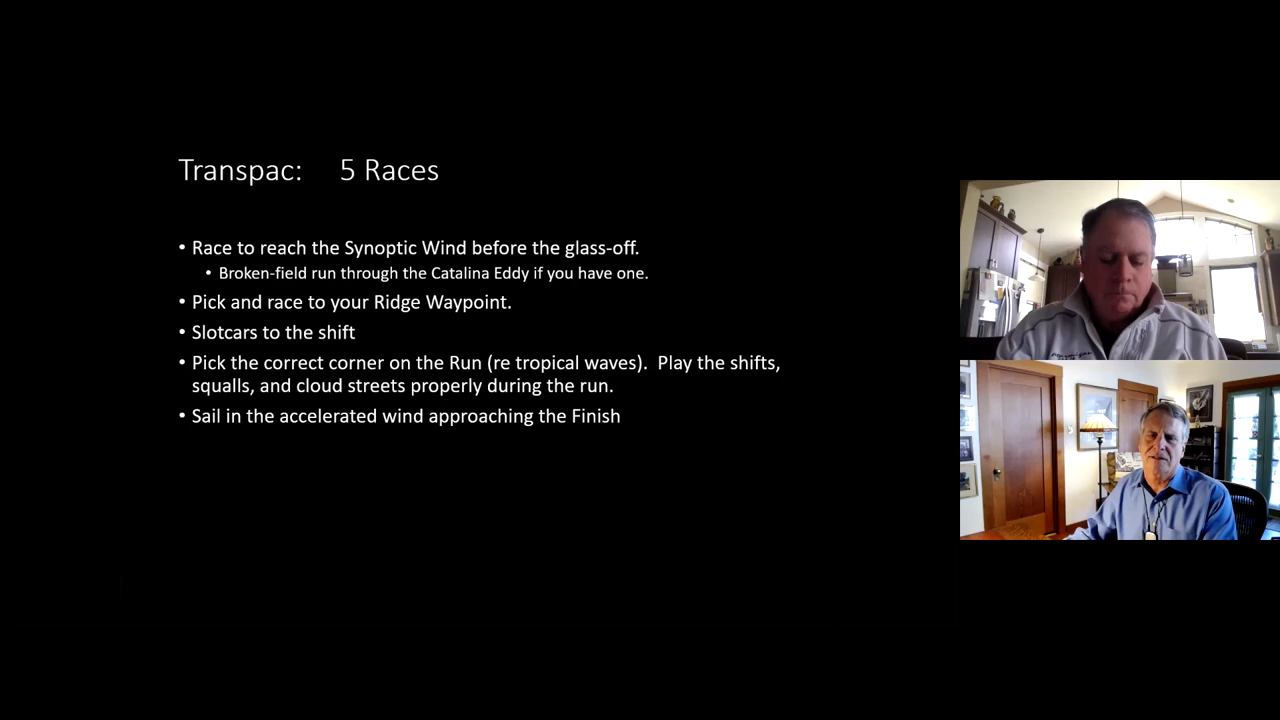 Transpac: 5 Races
• Race to reach the Synoptic Wind before the glass-off.
• Broken-field run through the Catalina Eddy if you have one.
• Pick and race to your Ridge Waypoint.
• Slotcars to the shift
• Pick the correct corner on the Run (re tropical waves). Play the shifts,
squalls, and cloud streets properly during the run.
• Sail in the accelerated wind approaching the Finish